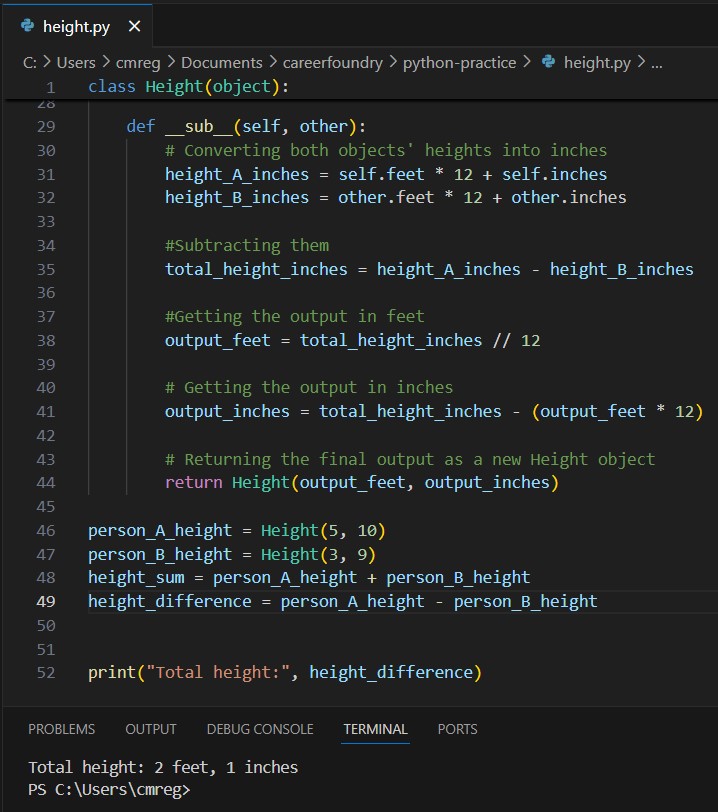 height.py ×
C: > Users > cmreg > Documents > careerfoundry > python-practice > height.py > ...
1 class Height(object):
28
29     def __sub__(self, other):
30         # Converting both objects' heights into inches
31         height_A_inches = self.feet * 12 + self.inches
32         height_B_inches = other.feet * 12 + other.inches
33
34         #Subtracting them
35         total_height_inches = height_A_inches - height_B_inches
36
37         #Getting the output in feet
38         output_feet = total_height_inches // 12
39
40         # Getting the output in inches
41         output_inches = total_height_inches - (output_feet * 12)
42
43         # Returning the final output as a new Height object
44         return Height(output_feet, output_inches)
45
46 person_A_height = Height(5, 10)
47 person_B_height = Height(3, 9)
48 height_sum = person_A_height + person_B_height
49 height_difference = person_A_height - person_B_height
50
51
52 print("Total height:", height_difference)
PROBLEMS OUTPUT DEBUG CONSOLE TERMINAL PORTS
Total height: 2 feet, 1 inches
PS C:\Users\cmreg>